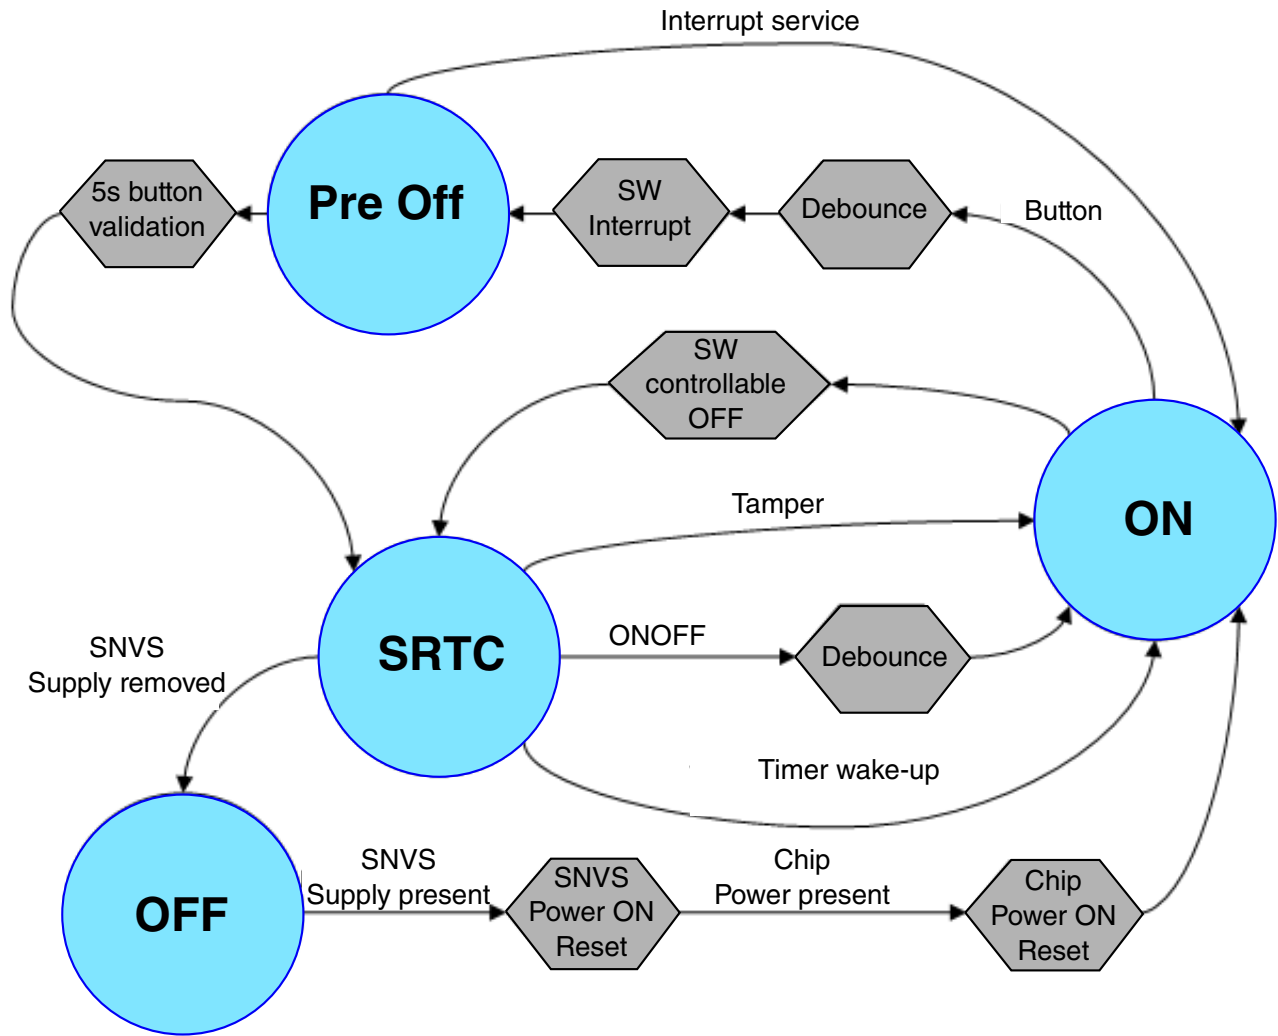 Interrupt service
5s button
validation
Pre Off
SW
Interrupt
Debounce
Button
SW
controllable
OFF
Tamper
ON
SNVS
Supply removed
SRTC
ONOFF
Debounce
Timer wake-up
OFF
SNVS
Supply present
SNVS
Power ON
Reset
Chip
Power present
Chip
Power ON
Reset